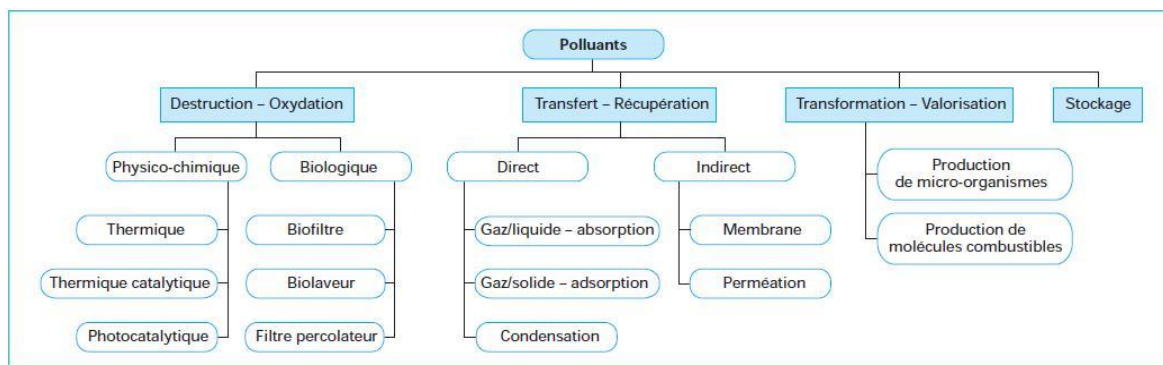 Polluants
Destruction – Oxydation
Transfert – Récupération
Transformation – Valorisation
Stockage
Physico-chimique
Biologique
Direct
Indirect
Production
de micro-organismes
Thermique
Biofiltre
Gaz/liquide – absorption
Membrane
Production de
molécules combustibles
Thermique catalytique
Biolaveur
Gaz/solide – adsorption
Perméation
Photocatalytique
Filtre percolateur
Condensation